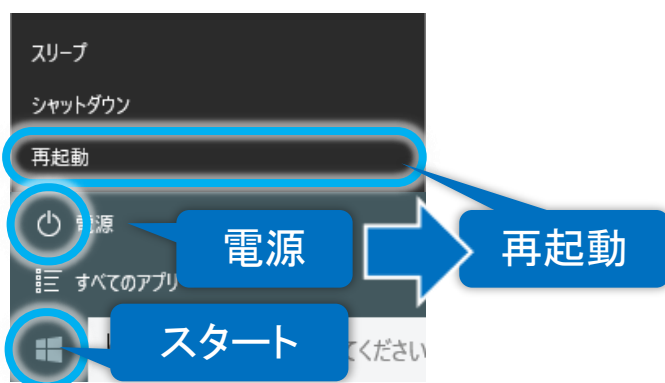 スリープ
シャットダウン
再起動
電源
電源
再起動
すべてのアプリ
スタート
てください